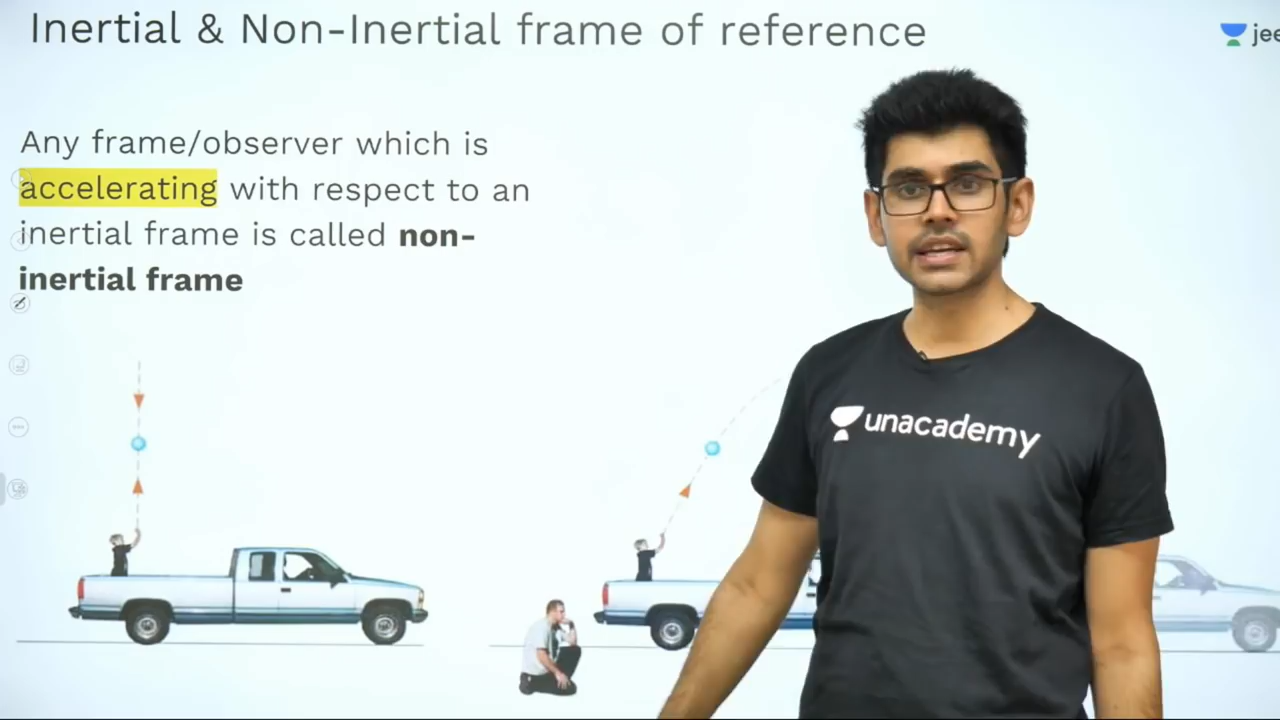 Inertial & Non-Inertial frame of reference
jee
Any frame/observer which is
accelerating with respect to an
inertial frame is called non-
inertial frame
unacademy